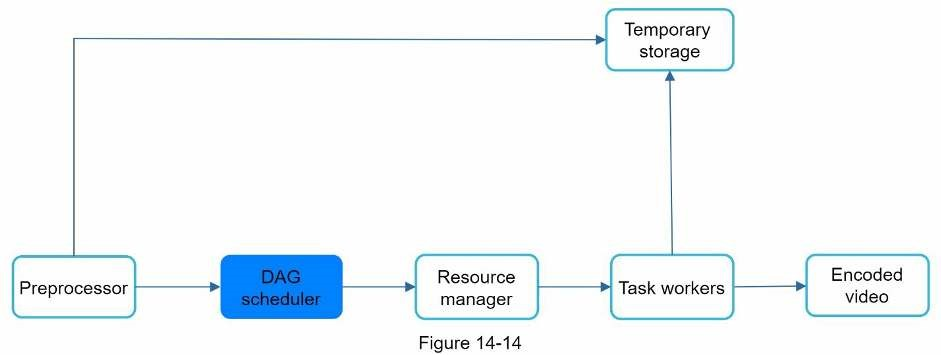 Temporary
storage
Preprocessor
DAG
scheduler
Resource
manager
Task workers
Encoded
video
Figure 14-14